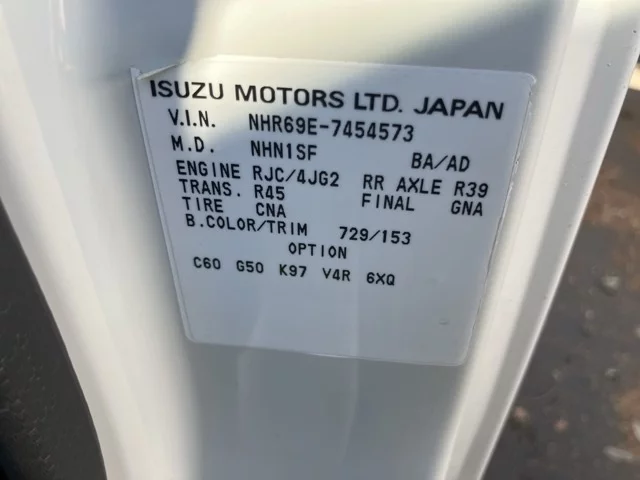 ISUZU MOTORS LTD. JAPAN
V.I.N. NHR69E-7454573
M.D. NHN1SF BA/AD
ENGINE RJC/4JG2 RR AXLE R39
TRANS. R45 FINAL GNA
TIRE CNA
B.COLOR/TRIM 729/153
OPTION
C60 G50 K97 V4R 6XQ